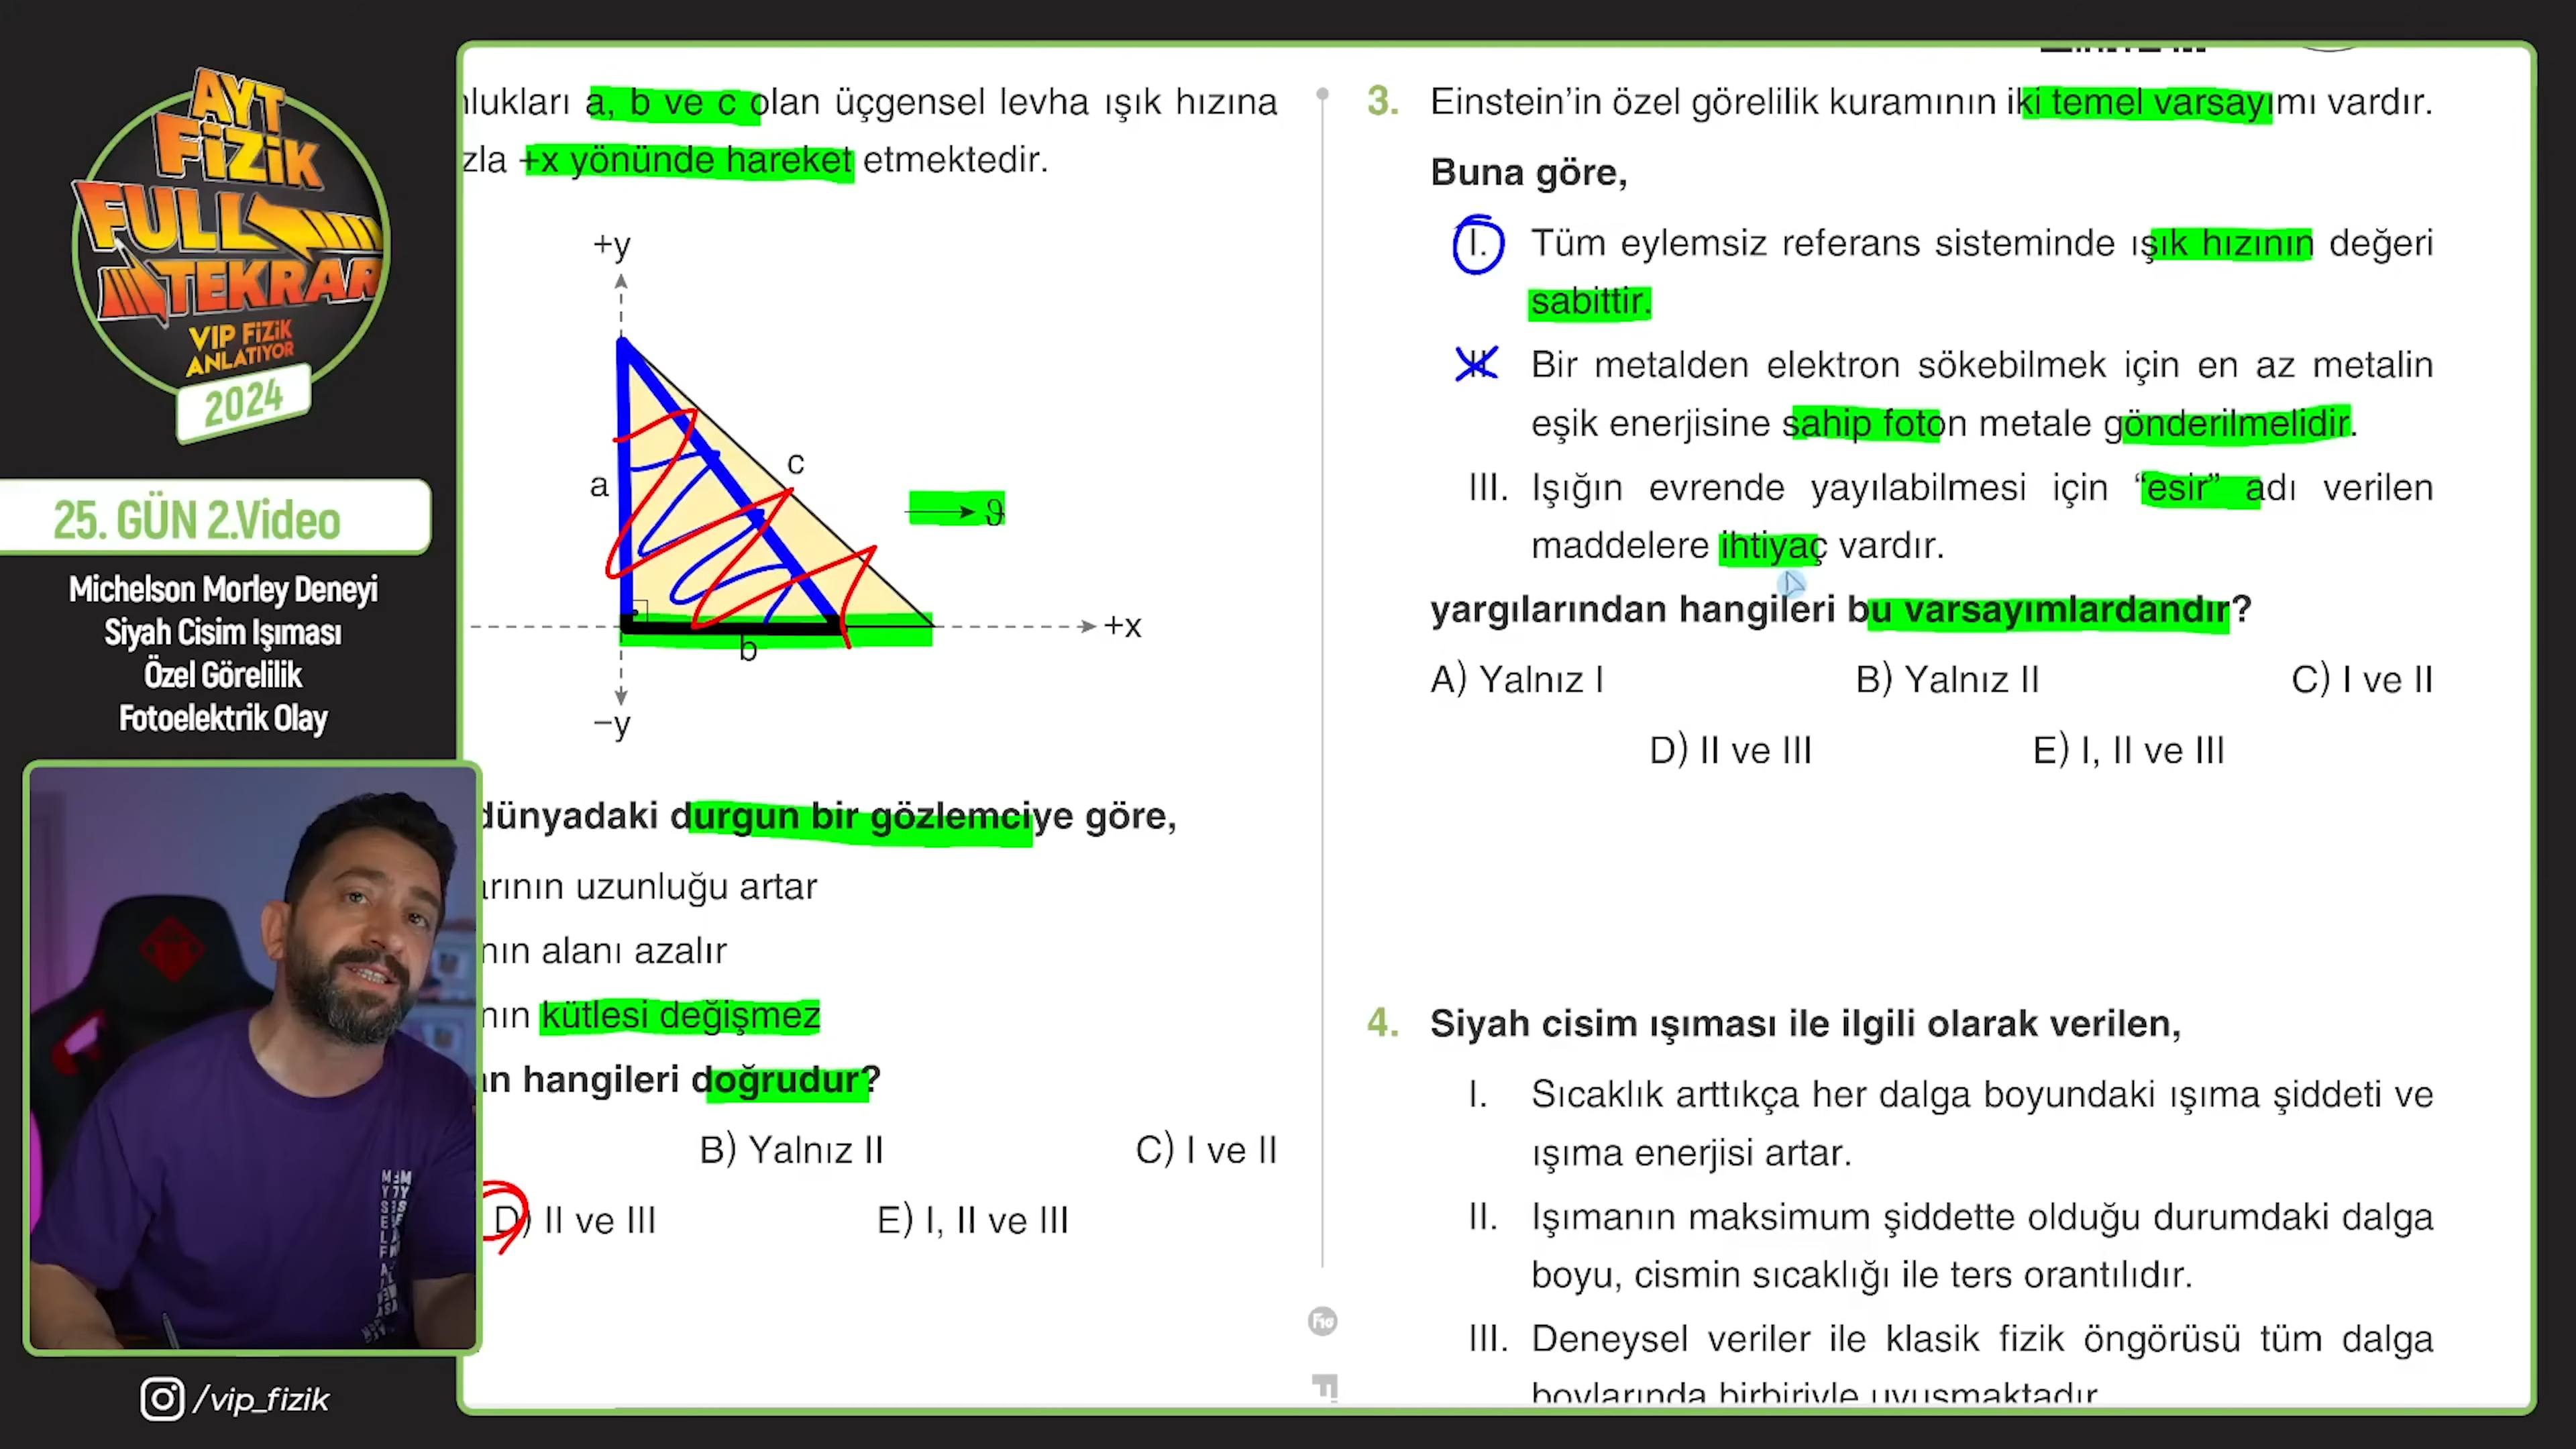 AYT
FİZİK
FULL
TEKRAR
VIP FİZİK
ANLATIYOR
2024
25. GÜN 2.Video
Michelson Morley Deneyi
Siyah Cisim Işıması
Özel Görelilik
Fotoelektrik Olay
/vip_fizik
nlukları a, b ve c olan üçgensel levha ışık hızına
zla +x yönünde hareket etmektedir.
+y
a
c
ϑ
b
+x
−y
dünyadaki durgun bir gözlemciye göre,
arının uzunluğu artar
nın alanı azalır
nın kütlesi değişmez
an hangileri doğrudur?
B) Yalnız II
C) I ve II
D) II ve III
E) I, II ve III
3. Einstein’in özel görelilik kuramının iki temel varsayımı vardır.
Buna göre,
I. Tüm eylemsiz referans sisteminde ışık hızının değeri
sabittir.
II. Bir metalden elektron sökebilmek için en az metalin
eşik enerjisine sahip foton metale gönderilmelidir.
III. Işığın evrende yayılabilmesi için “esir” adı verilen
maddelere ihtiyaç vardır.
yargılarından hangileri bu varsayımlardandır?
A) Yalnız I
B) Yalnız II
C) I ve II
D) II ve III
E) I, II ve III
4. Siyah cisim ışıması ile ilgili olarak verilen,
I. Sıcaklık arttıkça her dalga boyundaki ışıma şiddeti ve
ışıma enerjisi artar.
II. Işımanın maksimum şiddette olduğu durumdaki dalga
boyu, cismin sıcaklığı ile ters orantılıdır.
III. Deneysel veriler ile klasik fizik öngörüsü tüm dalga
boylarında birbiriyle uyuşmaktadır